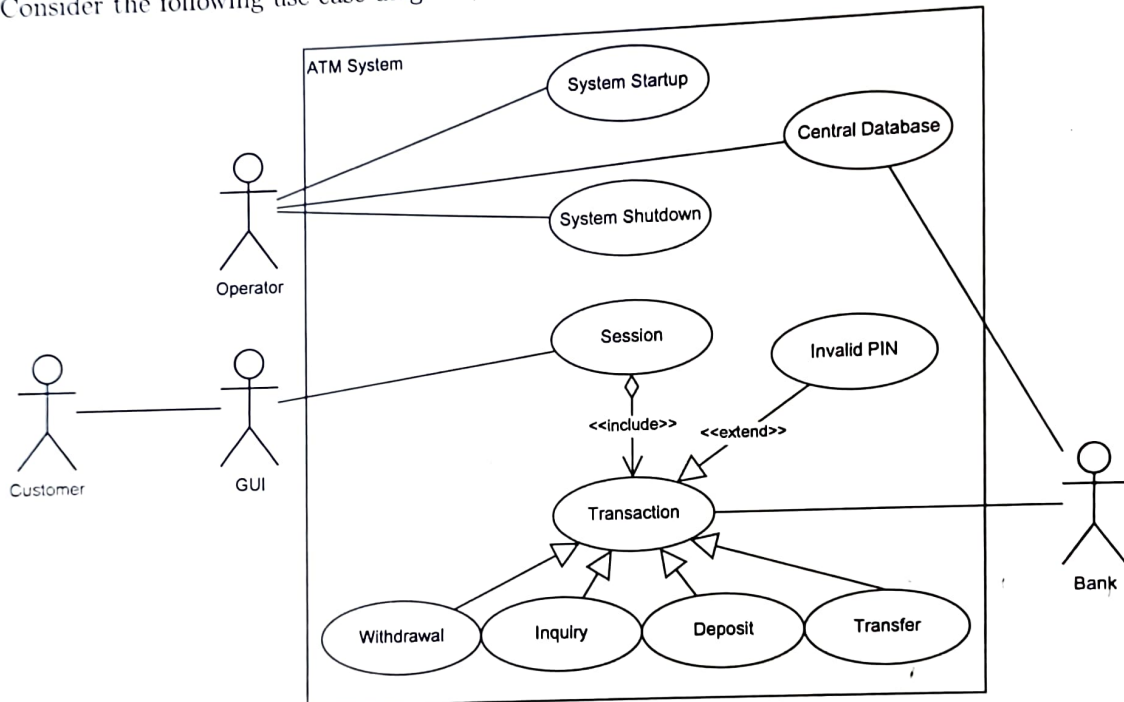 Consider the following use case
ATM System
System Startup
Central Database
System Shutdown
Operator
Session
Invalid PIN
<<include>>
<<extend>>
Customer
GUI
Transaction
Bank
Withdrawal
Inquiry
Deposit
Transfer